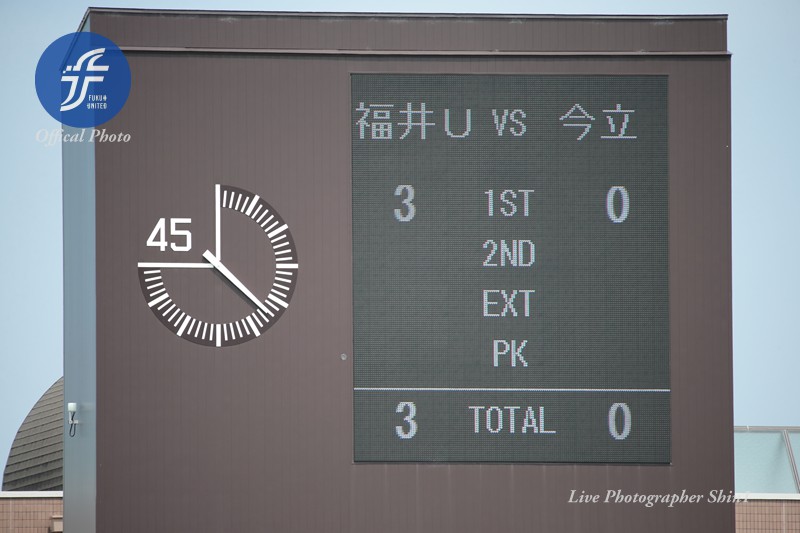 FUKUI
UNITED
Offical Photo
福井U VS 今立
45
3 1ST 0
2ND
EXT
PK
3 TOTAL 0
Live Photographer Shin1